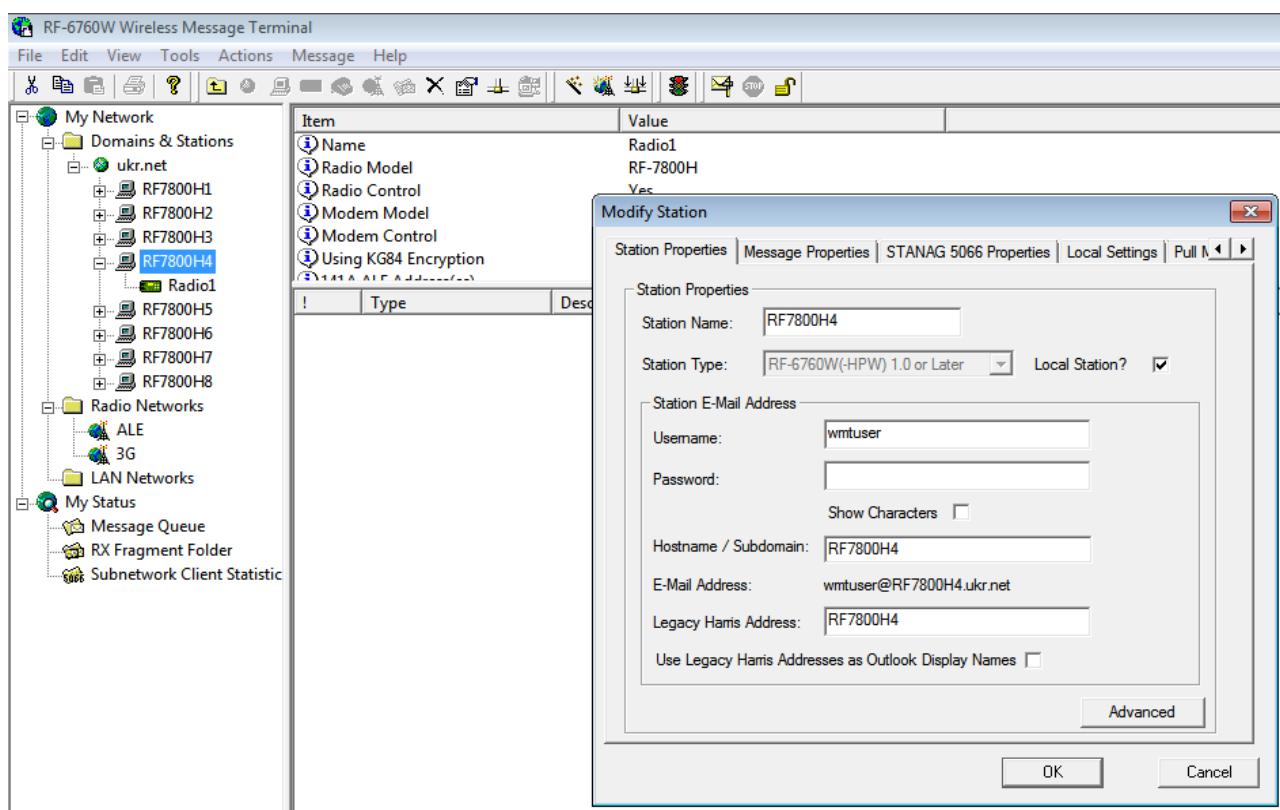 RF-6760W Wireless Message Terminal
File Edit View Tools Actions Message Help
My Network
Domains & Stations
ukr.net
RF7800H1
RF7800H2
RF7800H3
RF7800H4
Radio1
RF7800H5
RF7800H6
RF7800H7
RF7800H8
Radio Networks
ALE
3G
LAN Networks
My Status
Message Queue
RX Fragment Folder
Subnetwork Client Statistic
Item Value
Name Radio1
Radio Model RF-7800H
Radio Control Yes
Modem Model
Modem Control
Using KG84 Encryption
141A ALE Address(es)
! Type Desc
Modify Station
Station Properties Message Properties STANAG 5066 Properties Local Settings Pull M
Station Properties
Station Name: RF7800H4
Station Type: RF-6760W(-HPW) 1.0 or Later Local Station?
Station E-Mail Address
Username: wmtuser
Password:
Show Characters
Hostname / Subdomain: RF7800H4
E-Mail Address: wmtuser@RF7800H4.ukr.net
Legacy Harris Address: RF7800H4
Use Legacy Harris Addresses as Outlook Display Names
Advanced
OK Cancel